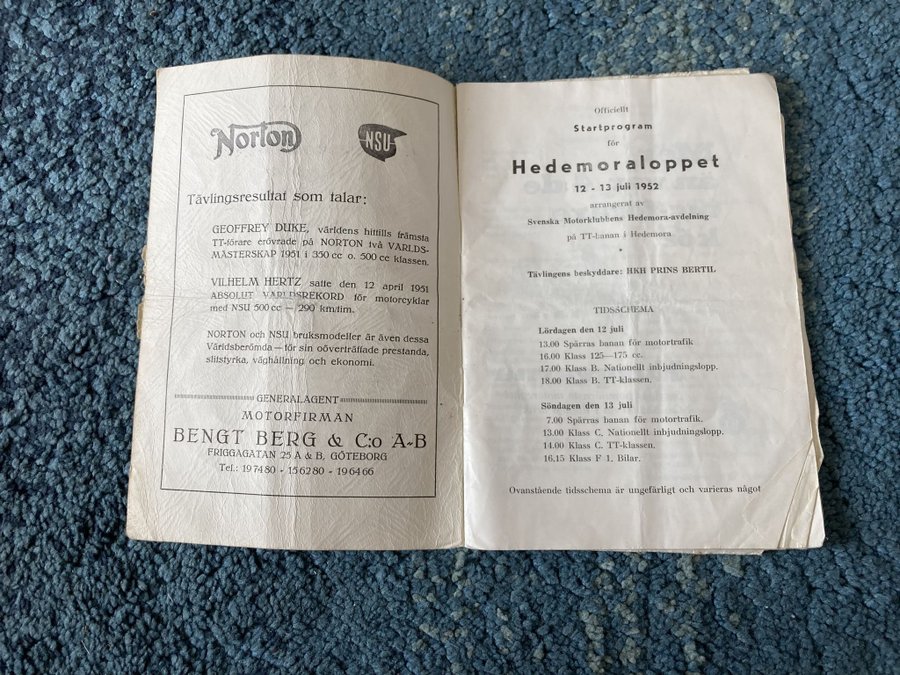 Norton NSU
Tävlingsresultat som talar:
GEOFFREY DUKE, världens hittills främsta
TT-förare erövrade på NORTON två VÄRLDS-
MÄSTERSKAP 1951 i 350 cc o. 500 cc klassen.
VILHELM HERTZ satte den 12 april 1951
ABSOLUT VÄRLDSREKORD för motorcyklar
med NSU 500 cc — 290 km/tim.
NORTON och NSU bruksmodeller är även dessa
Världsberömda — för sin oöverträffade prestanda,
slitstyrka, väghållning och ekonomi.
GENERALAGENT
MOTORFIRMAN
BENGT BERG & C:o A-B
FRIGGAGATAN 25 A & B, GÖTEBORG
Tel.: 197480 - 156280 - 196466
Officiellt
Startprogram
för
Hedemoraloppet
12 - 13 juli 1952
arrangerat av
Svenska Motorklubbens Hedemora-avdelning
på TT-banan i Hedemora
*
Tävlingens beskyddare: HKH PRINS BERTIL
TIDSSCHEMA
Lördagen den 12 juli
13.00 Spärras banan för motortrafik
16.00 Klass 125—175 cc.
17.00 Klass B. Nationellt inbjudningslopp.
18.00 Klass B. TT-klassen.
Söndagen den 13 juli
7.00 Spärras banan för motortrafik.
13.00 Klass C. Nationellt inbjudningslopp.
14.00 Klass C. TT-klassen.
16,15 Klass F 1. Bilar.
Ovanstående tidsschema är ungefärligt och varieras något